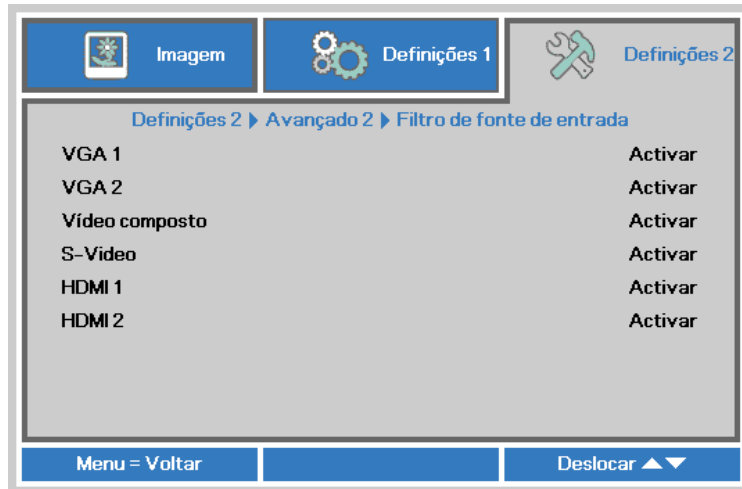 Imagem
Definições 1
Definições 2
Definições 2 ▶ Avançado 2 ▶ Filtro de fonte de entrada
VGA 1 Activar
VGA 2 Activar
Vídeo composto Activar
S-Video Activar
HDMI 1 Activar
HDMI 2 Activar
Menu = Voltar
Deslocar ▲▼